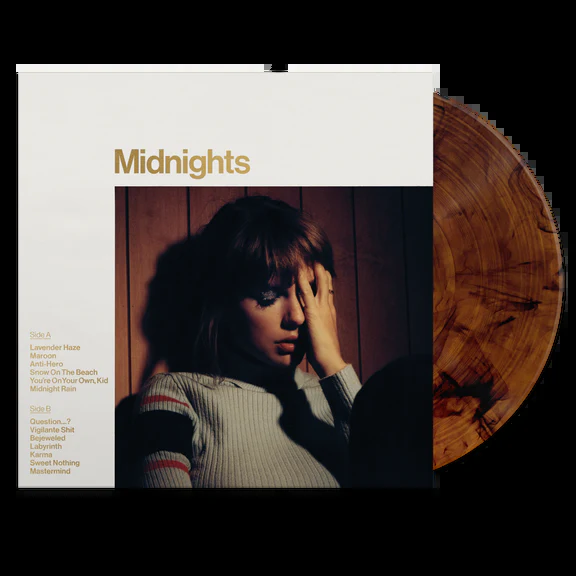 Midnights
Side A
Lavender Haze
Maroon
Anti-Hero
Snow On The Beach
You're On Your Own, Kid
Midnight Rain
Side B
Question...?
Vigilante Shit
Bejeweled
Labyrinth
Karma
Sweet Nothing
Mastermind